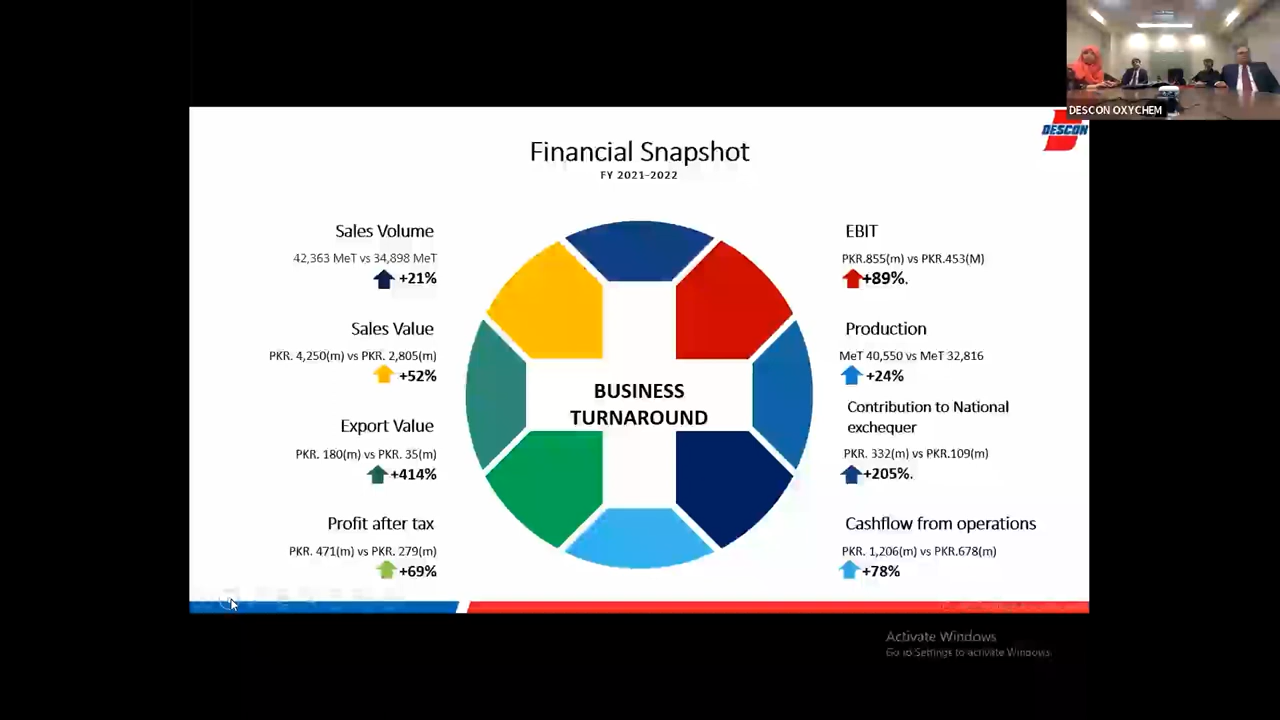 DESCON OXYCHEM
DESCON
Financial Snapshot
FY 2021-2022
Sales Volume
42,363 MeT vs 34,898 MeT
+21%
Sales Value
PKR. 4,250(m) vs PKR. 2,805(m)
+52%
Export Value
PKR. 180(m) vs PKR. 35(m)
+414%
Profit after tax
PKR. 471(m) vs PKR. 279(m)
+69%
BUSINESS
TURNAROUND
EBIT
PKR.855(m) vs PKR.453(M)
+89%.
Production
MeT 40,550 vs MeT 32,816
+24%
Contribution to National
exchequer
PKR. 332(m) vs PKR.109(m)
+205%.
Cashflow from operations
PKR. 1,206(m) vs PKR.678(m)
+78%
Activate Windows
Go to Settings to activate Windows.